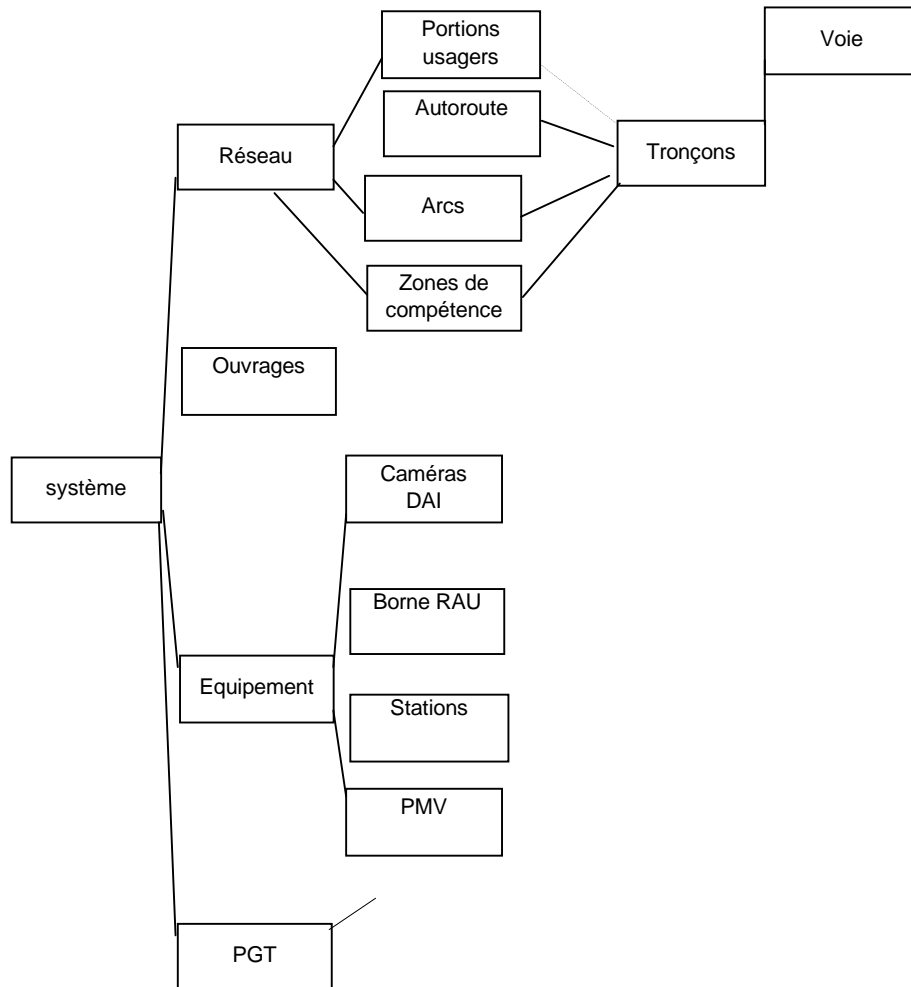 Portions
usagers
Voie
Autoroute
Réseau
Tronçons
Arcs
Zones de
compétence
Ouvrages
système
Caméras
DAI
Borne RAU
Equipement
Stations
PMV
PGT